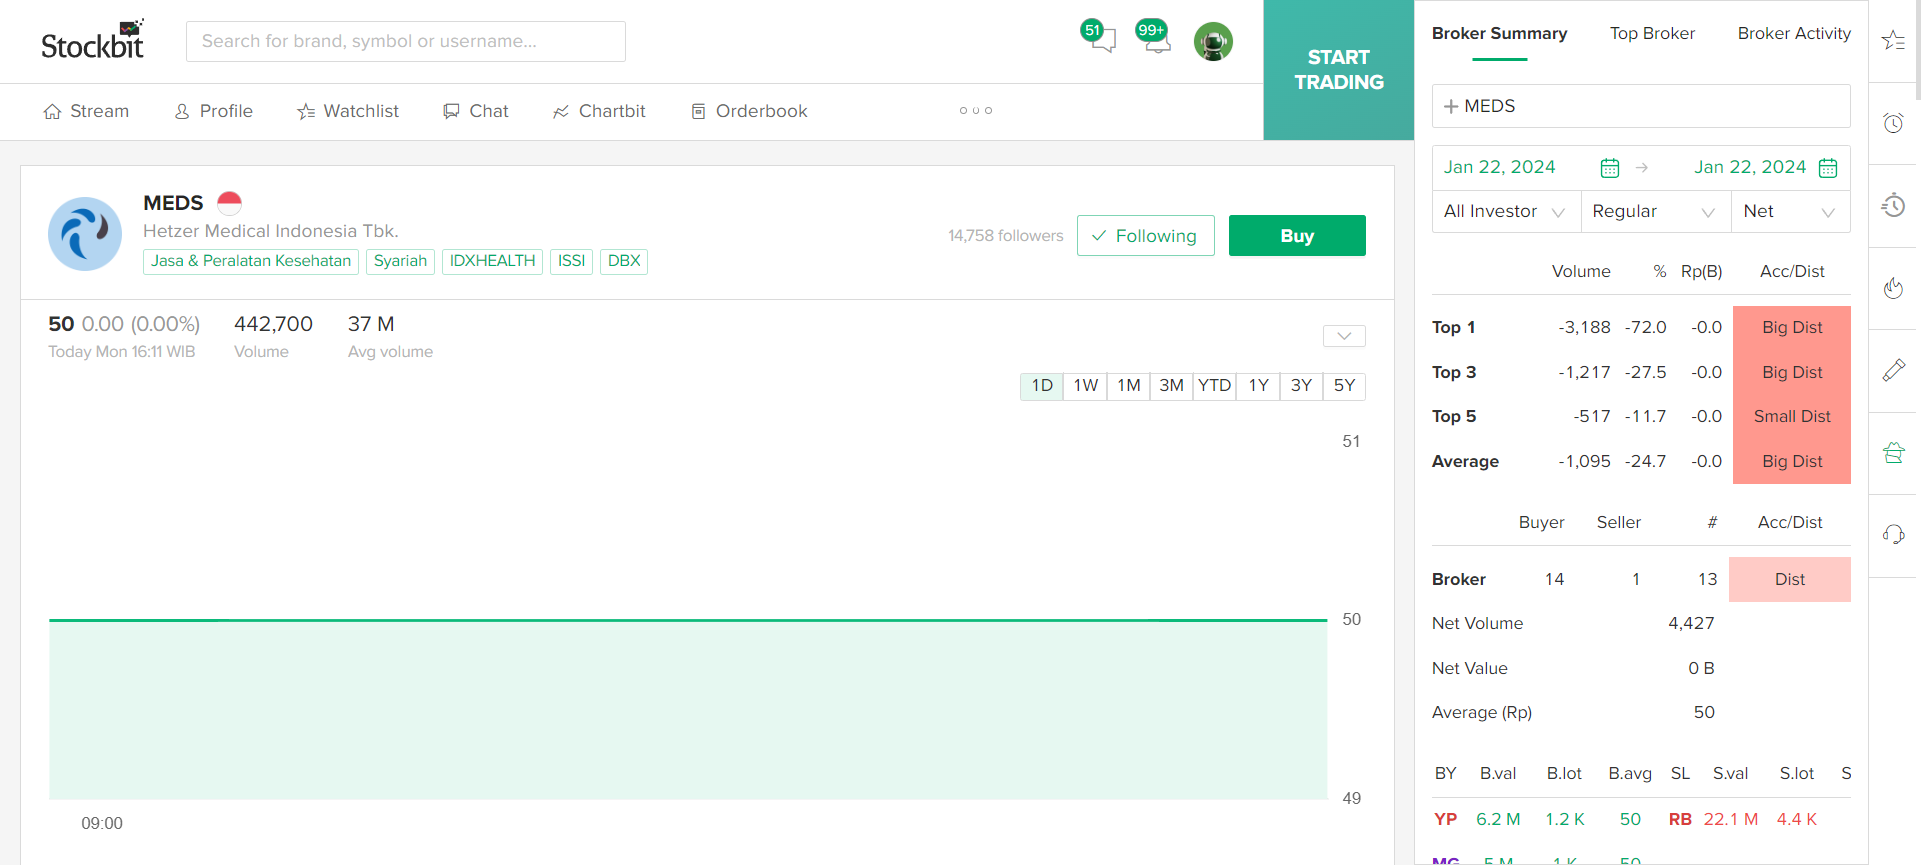 Stockbit
Search for brand, symbol or username...
51
99+
START
TRADING
Stream
Profile
Watchlist
Chat
Chartbit
Orderbook
MEDS
Hetzer Medical Indonesia Tbk.
Jasa & Peralatan Kesehatan
Syariah
IDXHEALTH
ISSI
DBX
14,758 followers
Following
Buy
50 0.00 (0.00%)
Today Mon 16:11 WIB
442,700
Volume
37 M
Avg volume
1D 1W 1M 3M YTD 1Y 3Y 5Y
51
50
49
09:00
Broker Summary Top Broker Broker Activity
MEDS
Jan 22, 2024 → Jan 22, 2024
All Investor Regular Net
Volume % Rp(B) Acc/Dist
Top 1 -3,188 -72.0 -0.0 Big Dist
Top 3 -1,217 -27.5 -0.0 Big Dist
Top 5 -517 -11.7 -0.0 Small Dist
Average -1,095 -24.7 -0.0 Big Dist
Buyer Seller # Acc/Dist
Broker 14 1 13 Dist
Net Volume 4,427
Net Value 0 B
Average (Rp) 50
BY B.val B.lot B.avg SL S.val S.lot S
YP 6.2 M 1.2 K 50 RB 22.1 M 4.4 K
MG 5 M 1 K 50